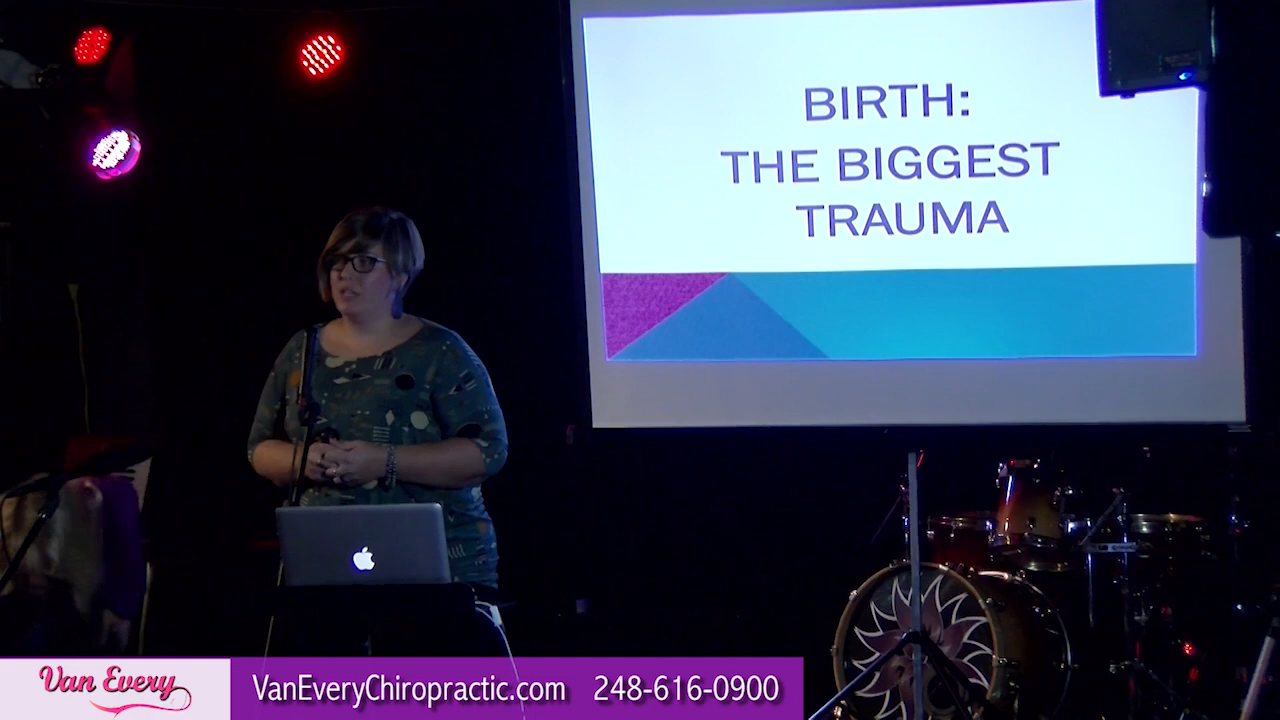 BIRTH:
THE BIGGEST
TRAUMA
Van Every
VanEveryChiropractic.com 248-616-0900